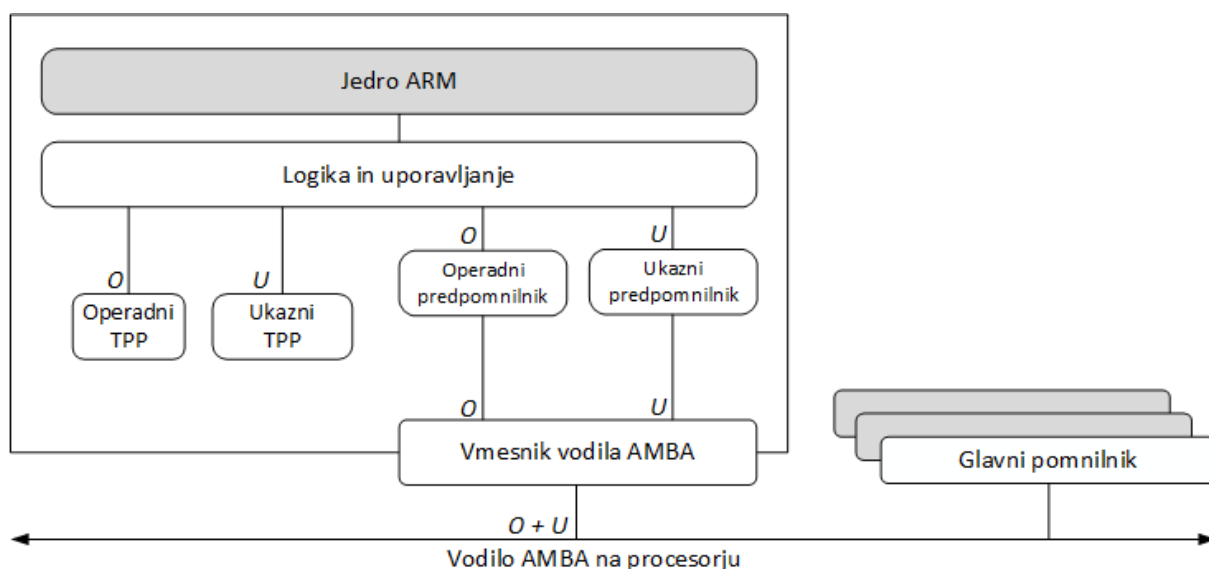 Jedro ARM
Logika in uporavljanje
O
U
O
U
Operadni
TPP
Ukazni
TPP
Operadni
predpomnilnik
Ukazni
predpomnilnik
O
U
Vmesnik vodila AMBA
Glavni pomnilnik
O + U
Vodilo AMBA na procesorju